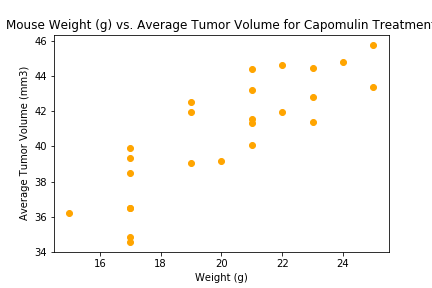 Mouse Weight (g) vs. Average Tumor Volume for Capomulin Treatment
46
44
42
40
38
36
34
Average Tumor Volume (mm3)
16 18 20 22 24
Weight (g)